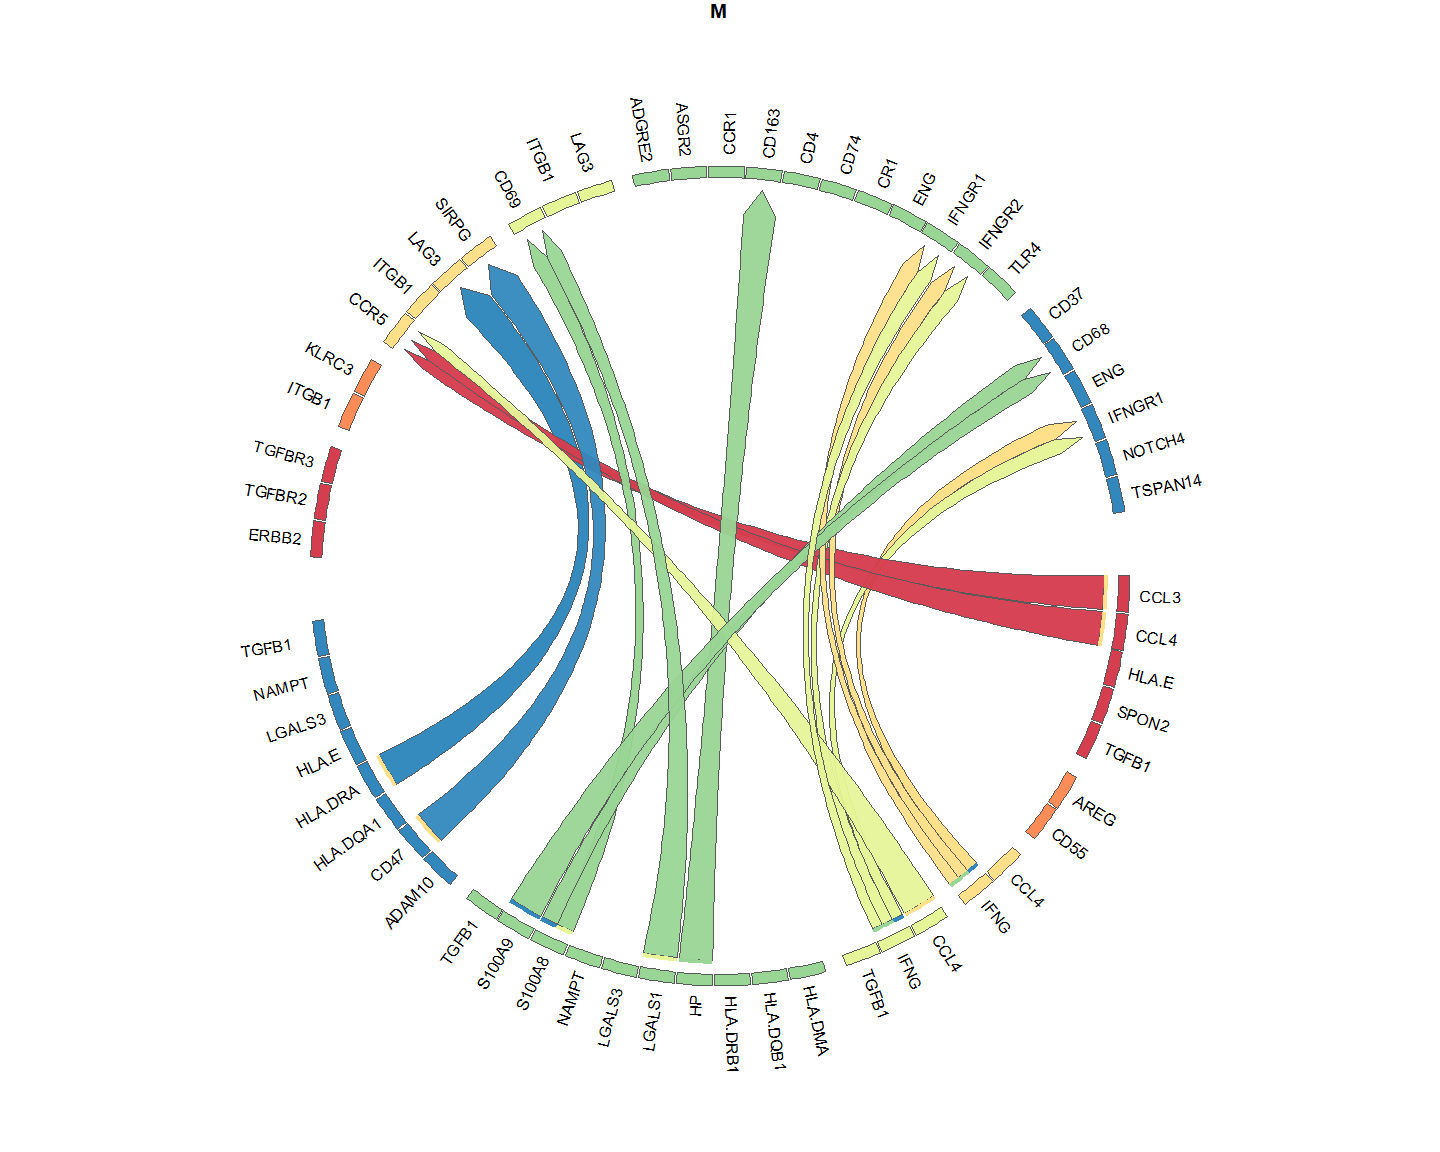 M
ADGRE2
ASGR2
CCR1
CD163
CD4
CD74
CR1
ENG
IFNGR1
IFNGR2
TLR4
CD37
CD68
ENG
IFNGR1
NOTCH4
TSPAN14
CCL3
CCL4
HLA.E
SPON2
TGFB1
AREG
CD55
CCL4
IFNG
CCL4
IFNG
TGFB1
HLA.DMA
HLA.DQB1
HLA.DRB1
HP
LGALS1
LGALS3
NAMPT
S100A8
S100A9
TGFB1
ADAM10
CD47
HLA.DQA1
HLA.DRA
HLA.E
LGALS3
NAMPT
TGFB1
ERBB2
TGFBR2
TGFBR3
ITGB1
KLRC3
CCR5
ITGB1
LAG3
SIRPG
CD69
ITGB1
LAG3